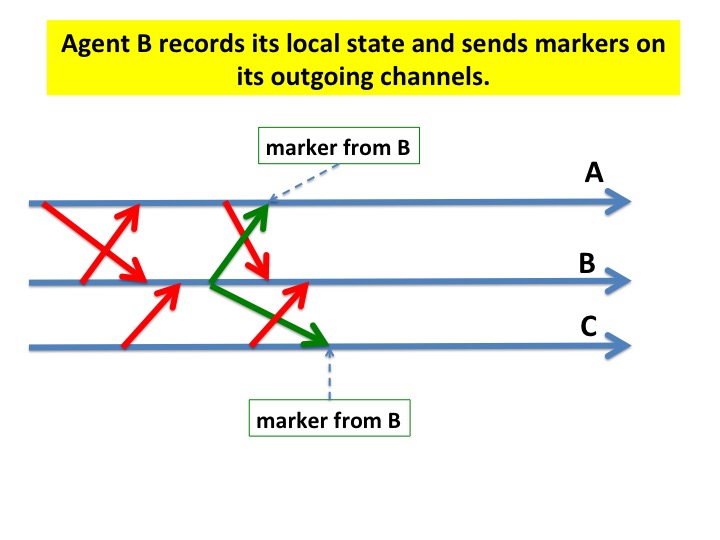 Agent B records its local state and sends markers on
its outgoing channels.
marker from B
A
B
C
marker from B